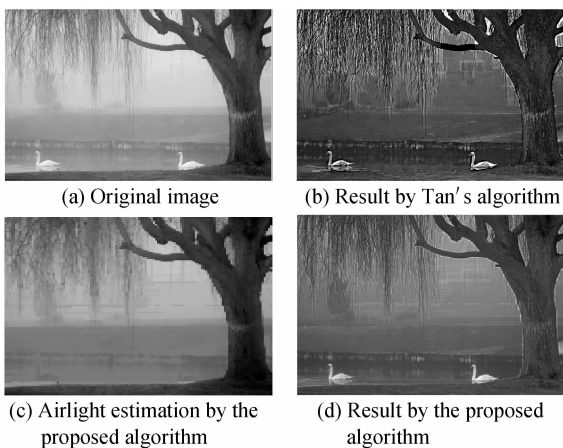 (a) Original image
(b) Result by Tan′s algorithm
(c) Airlight estimation by the
proposed algorithm
(d) Result by the proposed
algorithm